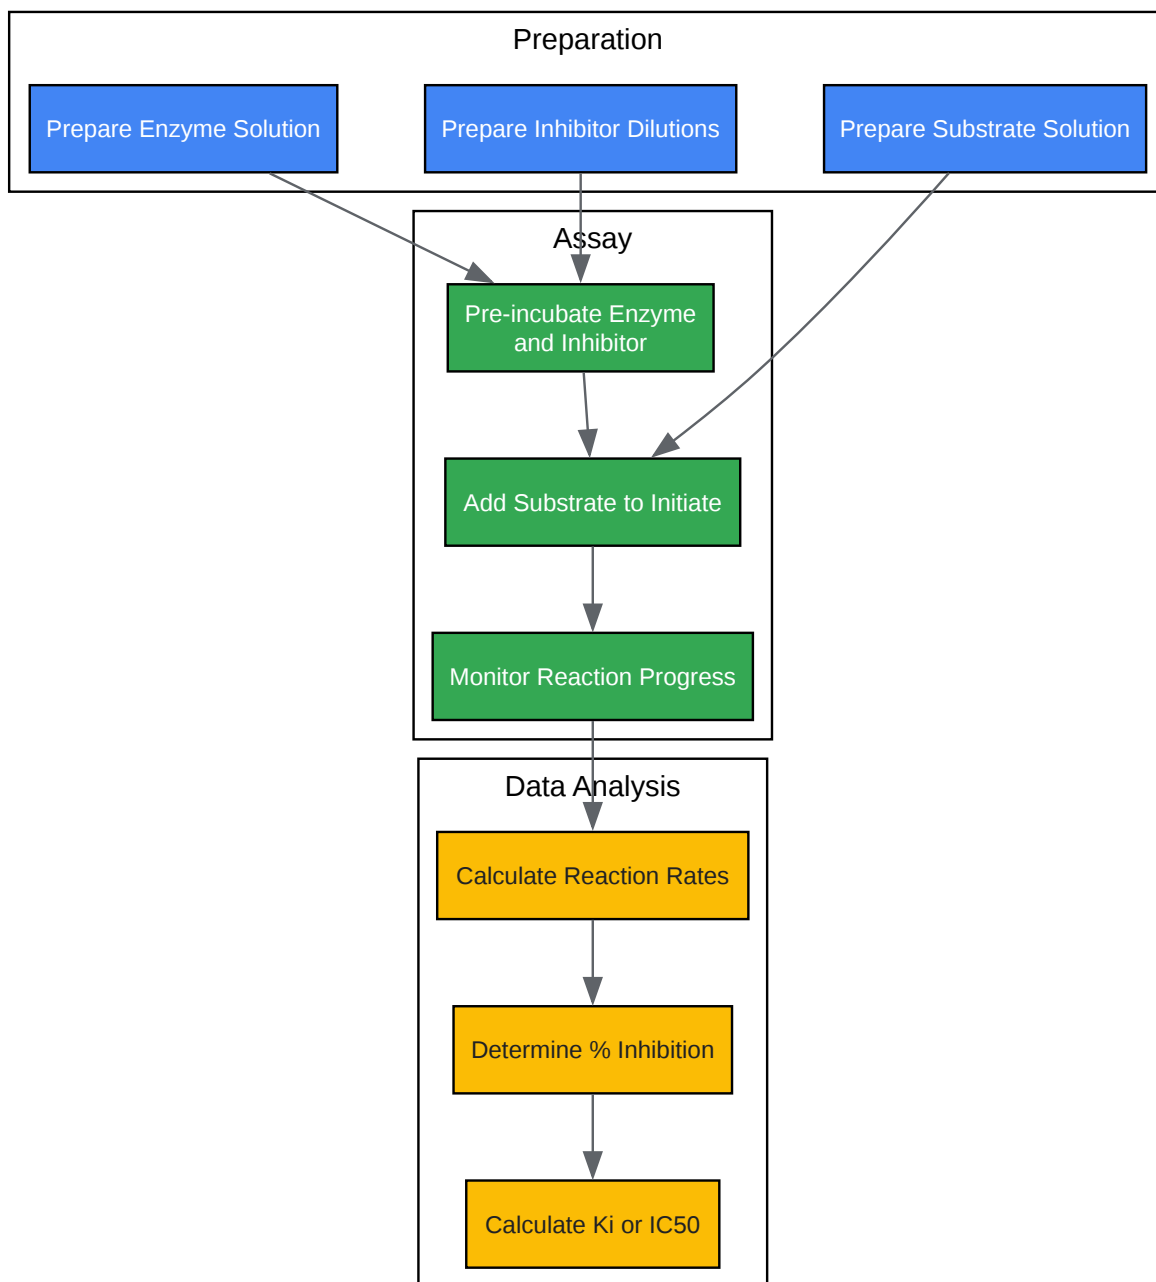 Preparation
Prepare Enzyme Solution
Prepare Inhibitor Dilutions
Prepare Substrate Solution
Assay
Pre-incubate Enzyme
and Inhibitor
Add Substrate to Initiate
Monitor Reaction Progress
Data Analysis
Calculate Reaction Rates
Determine % Inhibition
Calculate Ki or IC50